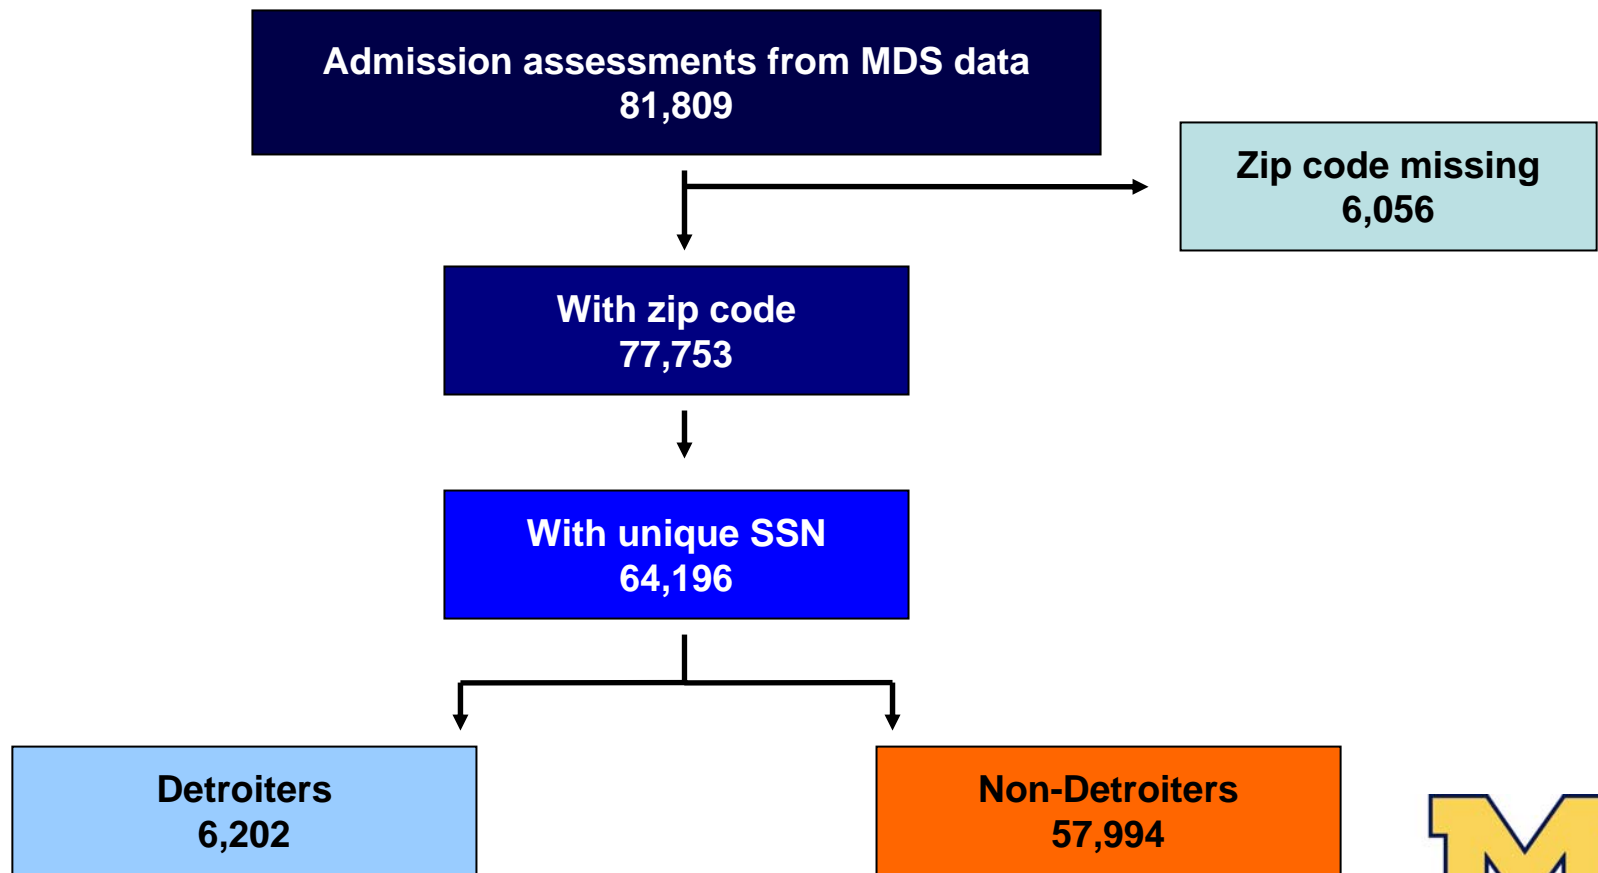 Admission assessments from MDS data
81,809
Zip code missing
6,056
With zip code
77,753
With unique SSN
64,196
Detroiters
6,202
Non-Detroiters
57,994
M